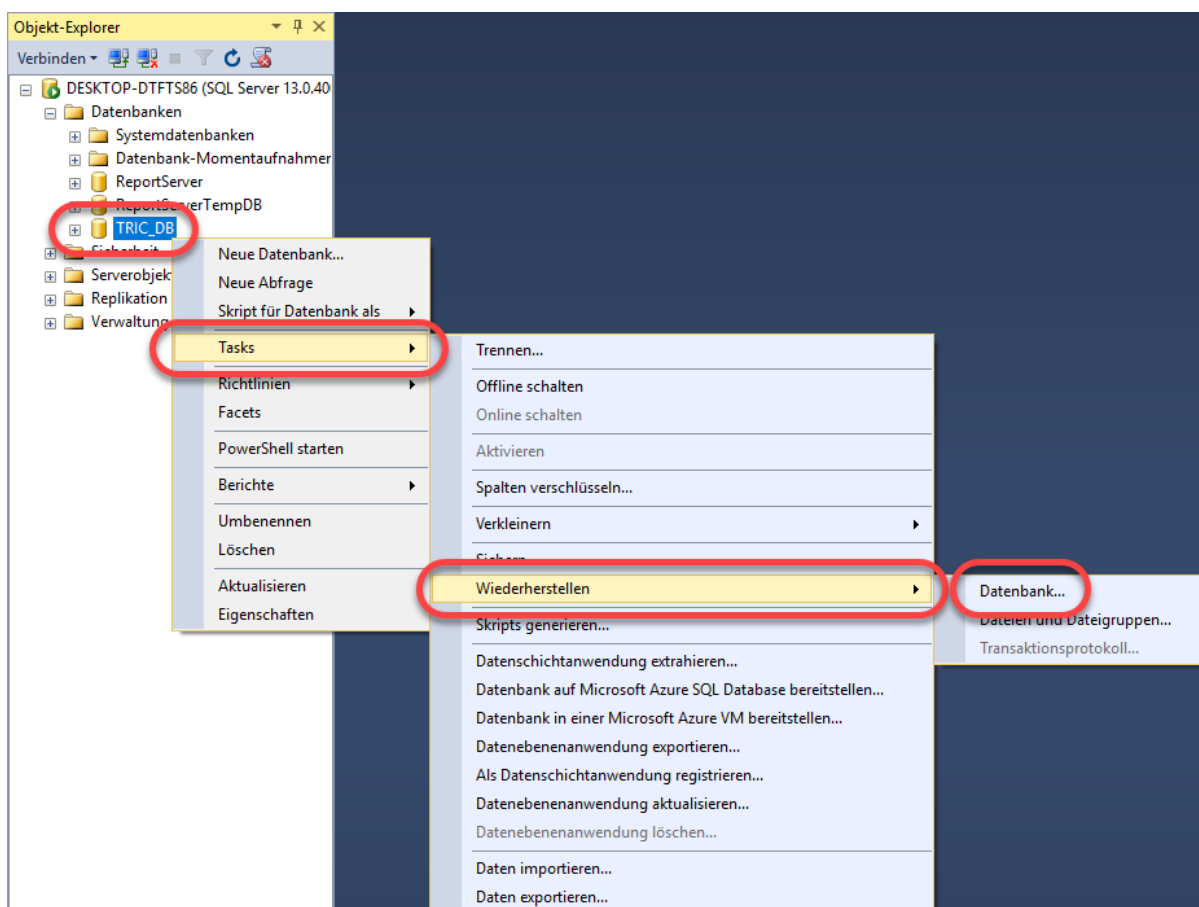 Objekt-Explorer
Verbinden
DESKTOP-DTFTS86 (SQL Server 13.0.40
Datenbanken
Systemdatenbanken
Datenbank-Momentaufnahmer
ReportServer
ReportServerTempDB
TRIC_DB
Sicherheit
Serverobjek
Replikation
Verwaltung
Neue Datenbank...
Neue Abfrage
Skript für Datenbank als
Tasks
Richtlinien
Facets
PowerShell starten
Berichte
Umbenennen
Löschen
Aktualisieren
Eigenschaften
Trennen...
Offline schalten
Online schalten
Aktivieren
Spalten verschlüsseln...
Verkleinern
Sichern...
Wiederherstellen
Skripts generieren...
Datenschichtanwendung extrahieren...
Datenbank auf Microsoft Azure SQL Database bereitstellen...
Datenbank in einer Microsoft Azure VM bereitstellen...
Datenebenenanwendung exportieren...
Als Datenschichtanwendung registrieren...
Datenebenenanwendung aktualisieren...
Datenebenenanwendung löschen...
Daten importieren...
Daten exportieren...
Datenbank...
Dateien und Dateigruppen...
Transaktionsprotokoll...